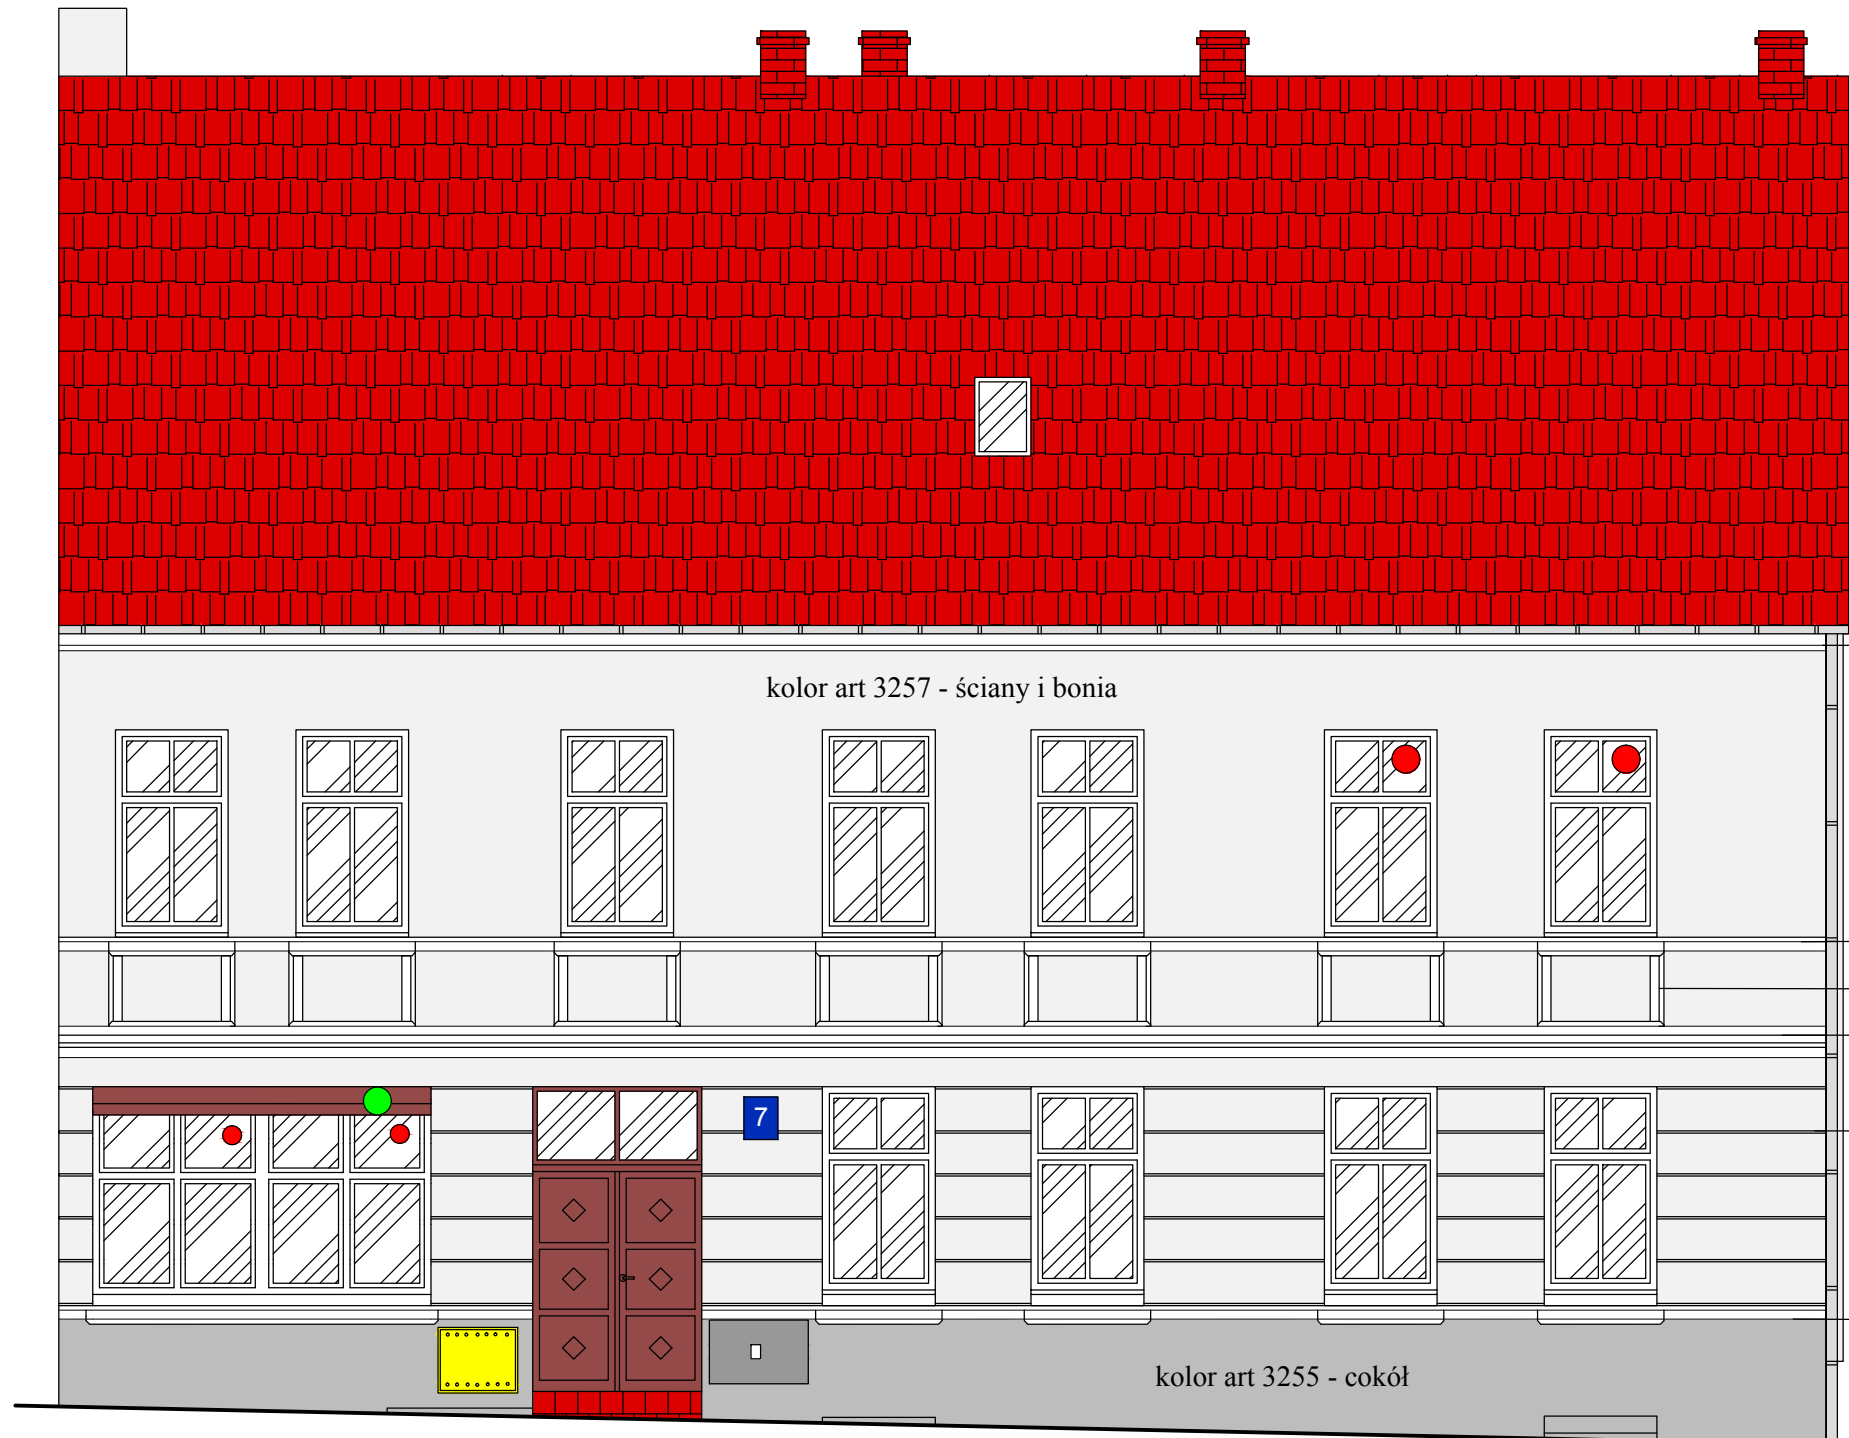 kolor art 3257 - ściany i bonia
7
kolor art 3255 - cokół